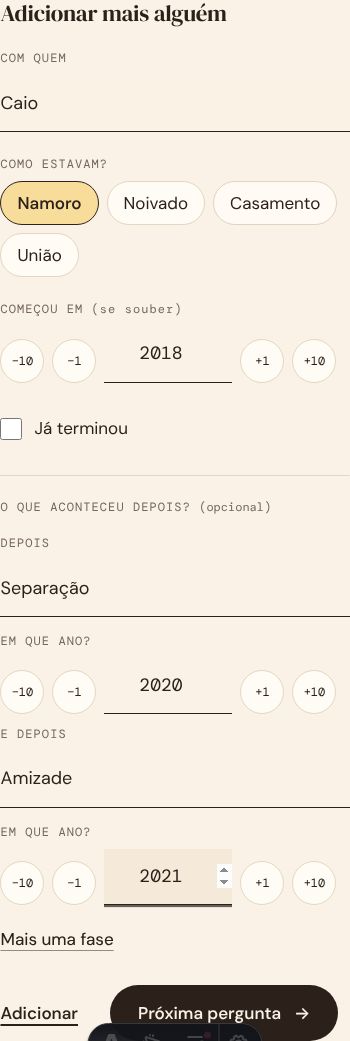 Adicionar mais alguém
COM QUEM
Caio
COMO ESTAVAM?
Namoro Noivado Casamento
União
COMEÇOU EM (se souber)
−10 −1 2018 +1 +10
Já terminou
O QUE ACONTECEU DEPOIS? (opcional)
DEPOIS
Separação
EM QUE ANO?
−10 −1 2020 +1 +10
E DEPOIS
Amizade
EM QUE ANO?
−10 −1 2021 +1 +10
Mais uma fase
Adicionar Próxima pergunta →